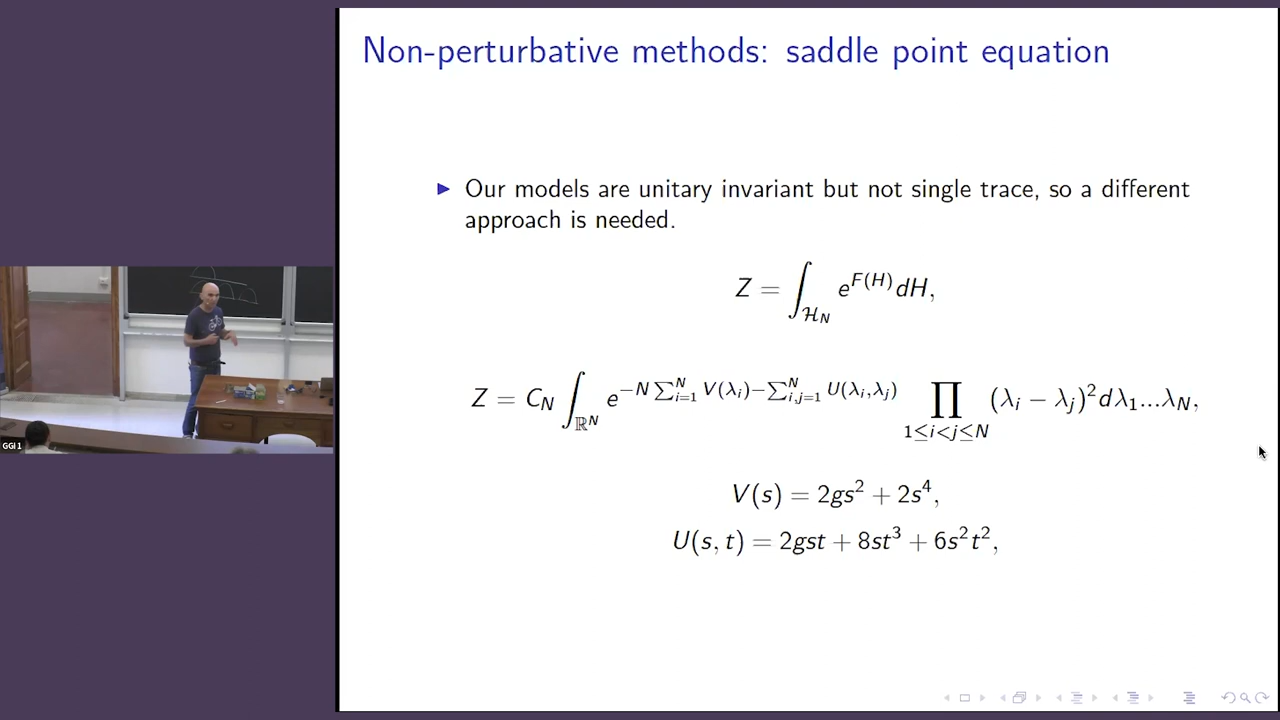 Non-perturbative methods: saddle point equation
▶ Our models are unitary invariant but not single trace, so a different
approach is needed.
Z = ∫_{ℋ_N} e^{F(H)} dH,
Z = C_N ∫_{ℝ^N} e^{−N ∑_{i=1}^N V(λ_i) − ∑_{i,j=1}^N U(λ_i,λ_j)} ∏_{1≤i<j≤N} (λ_i − λ_j)^2 dλ_1...λ_N,
V(s) = 2gs^2 + 2s^4,
U(s, t) = 2gst + 8st^3 + 6s^2t^2,
GGI 1